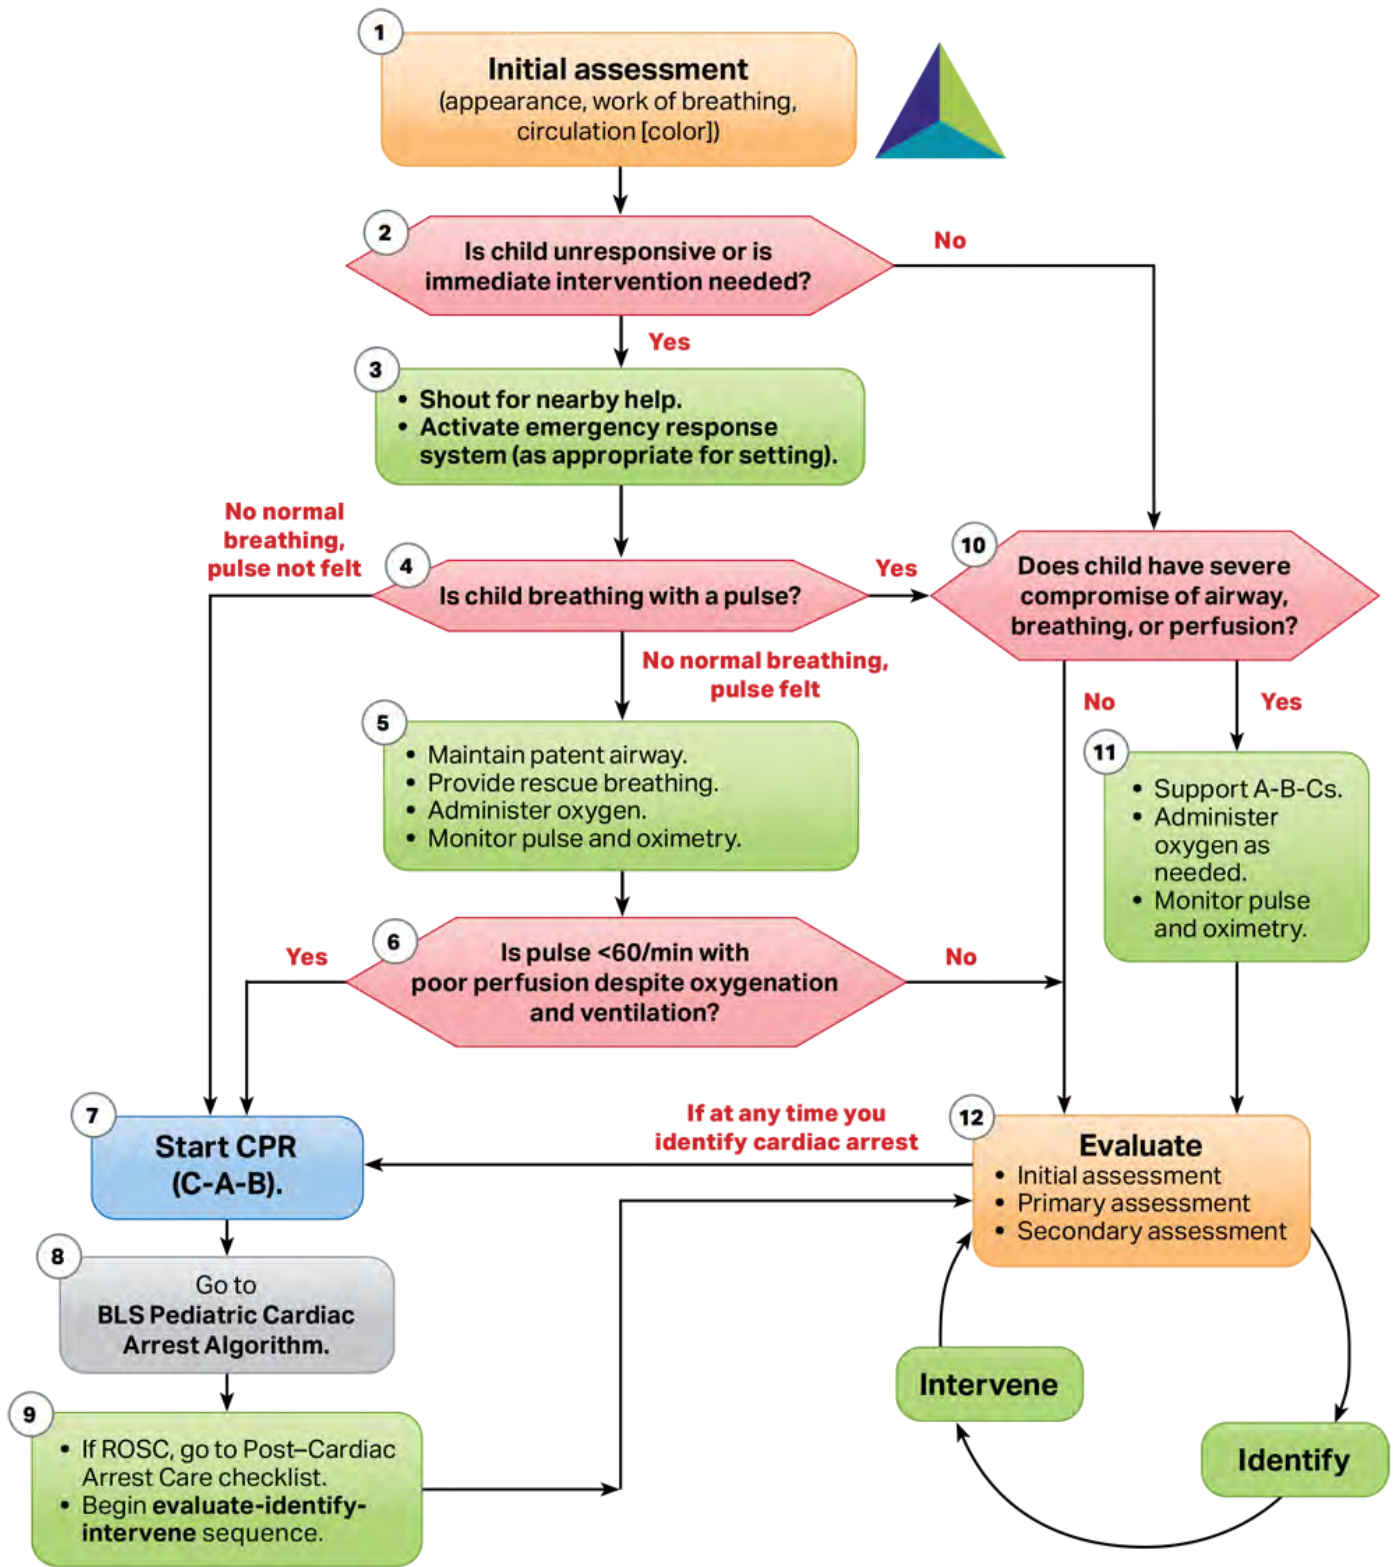 1
Initial assessment
(appearance, work of breathing,
circulation [color])
2
Is child unresponsive or is
immediate intervention needed?
No
Yes
3
• Shout for nearby help.
• Activate emergency response
system (as appropriate for setting).
No normal
breathing,
pulse not felt
4
Is child breathing with a pulse?
Yes
10
Does child have severe
compromise of airway,
breathing, or perfusion?
No normal breathing,
pulse felt
No
Yes
5
• Maintain patent airway.
• Provide rescue breathing.
• Administer oxygen.
• Monitor pulse and oximetry.
11
• Support A-B-Cs.
• Administer
oxygen as
needed.
• Monitor pulse
and oximetry.
6
Is pulse <60/min with
poor perfusion despite oxygenation
and ventilation?
Yes
No
7
Start CPR
(C-A-B).
If at any time you
identify cardiac arrest
12
Evaluate
• Initial assessment
• Primary assessment
• Secondary assessment
8
Go to
BLS Pediatric Cardiac
Arrest Algorithm.
Intervene
Identify
9
• If ROSC, go to Post–Cardiac
Arrest Care checklist.
• Begin evaluate-identify-
intervene sequence.